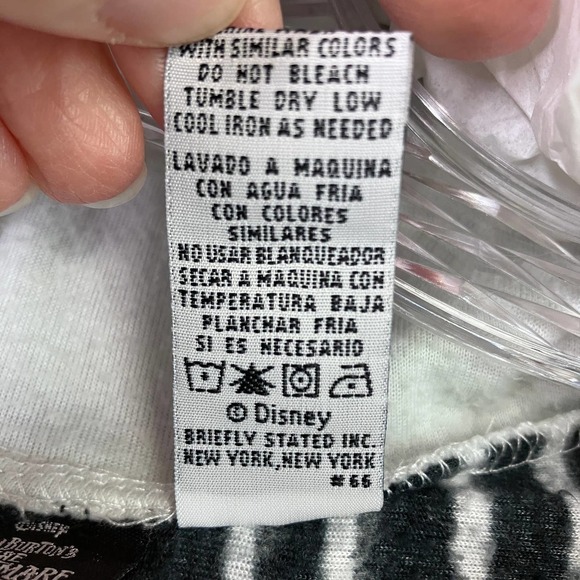 WITH SIMILAR COLORS
DO NOT BLEACH
TUMBLE DRY LOW
COOL IRON AS NEEDED
LAVADO A MAQUINA
CON AGUA FRIA
CON COLORES
SIMILARES
NO USAR BLANQUEADOR
SECAR A MAQUINA CON
TEMPERATURA BAJA
PLANCHAR FRIA
SI ES NECESARIO
© Disney
BRIEFLY STATED INC.
NEW YORK, NEW YORK
#66
DISNEY
BURTON'S